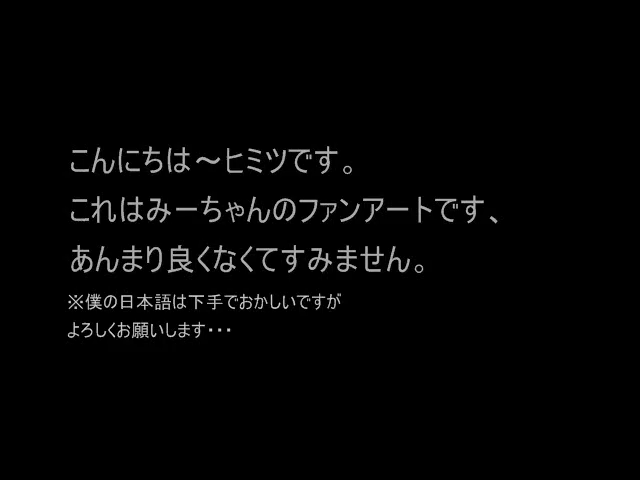 こんにちは～ヒミツです。
これはみーちゃんのファンアートです、
あんまり良くなくてすみません。
※僕の日本語は下手でおかしいですが
よろしくお願いします・・・